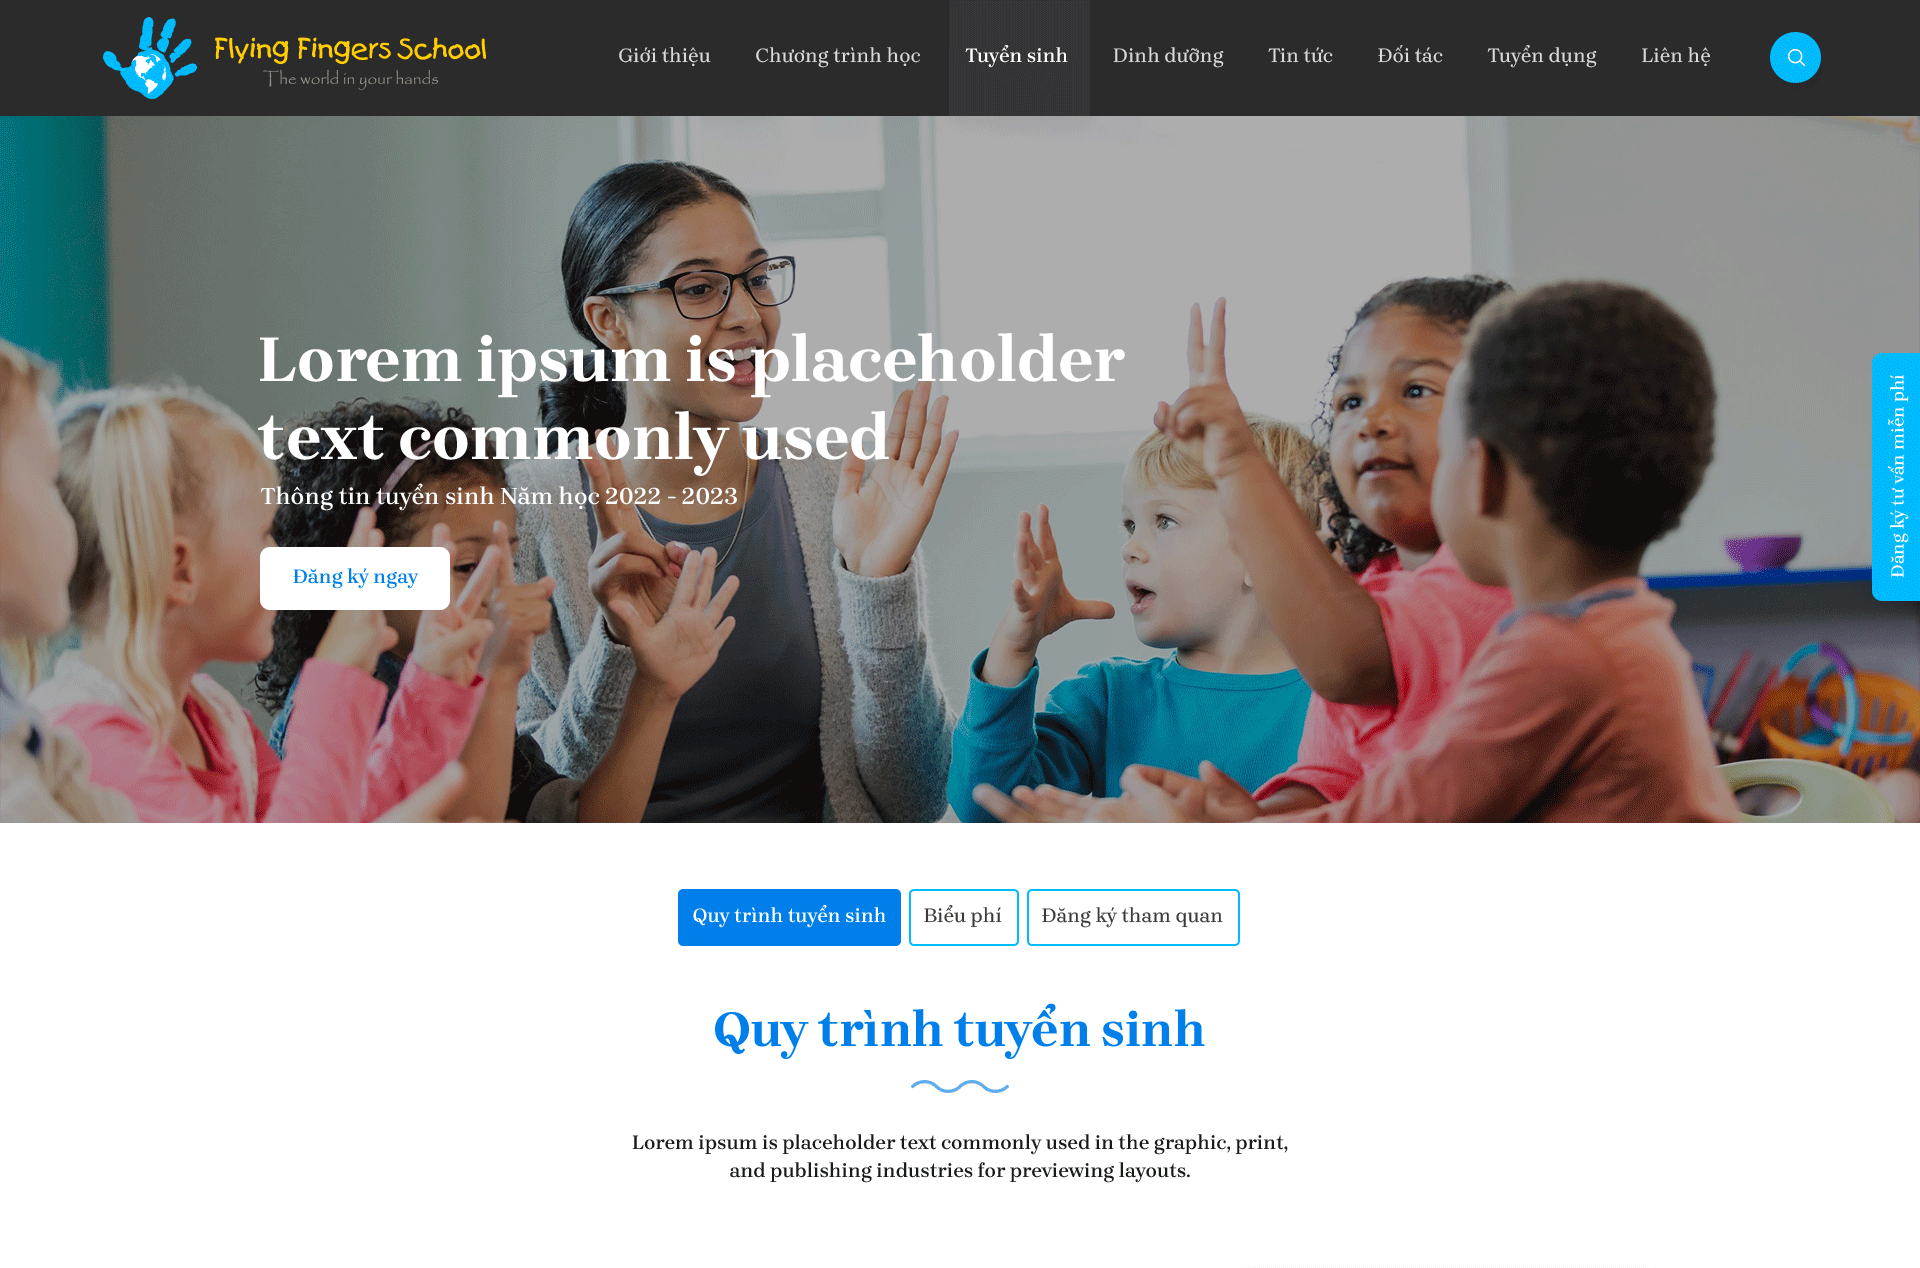 Flying Fingers School
The world in your hands
Giới thiệu
Chương trình học
Tuyển sinh
Dinh dưỡng
Tin tức
Đối tác
Tuyển dụng
Liên hệ
Lorem ipsum is placeholder
text commonly used
Thông tin tuyển sinh Năm học 2022 - 2023
Đăng ký ngay
Đăng ký tư vấn miễn phí
Quy trình tuyển sinh
Biểu phí
Đăng ký tham quan
Quy trình tuyển sinh
Lorem ipsum is placeholder text commonly used in the graphic, print,
and publishing industries for previewing layouts.